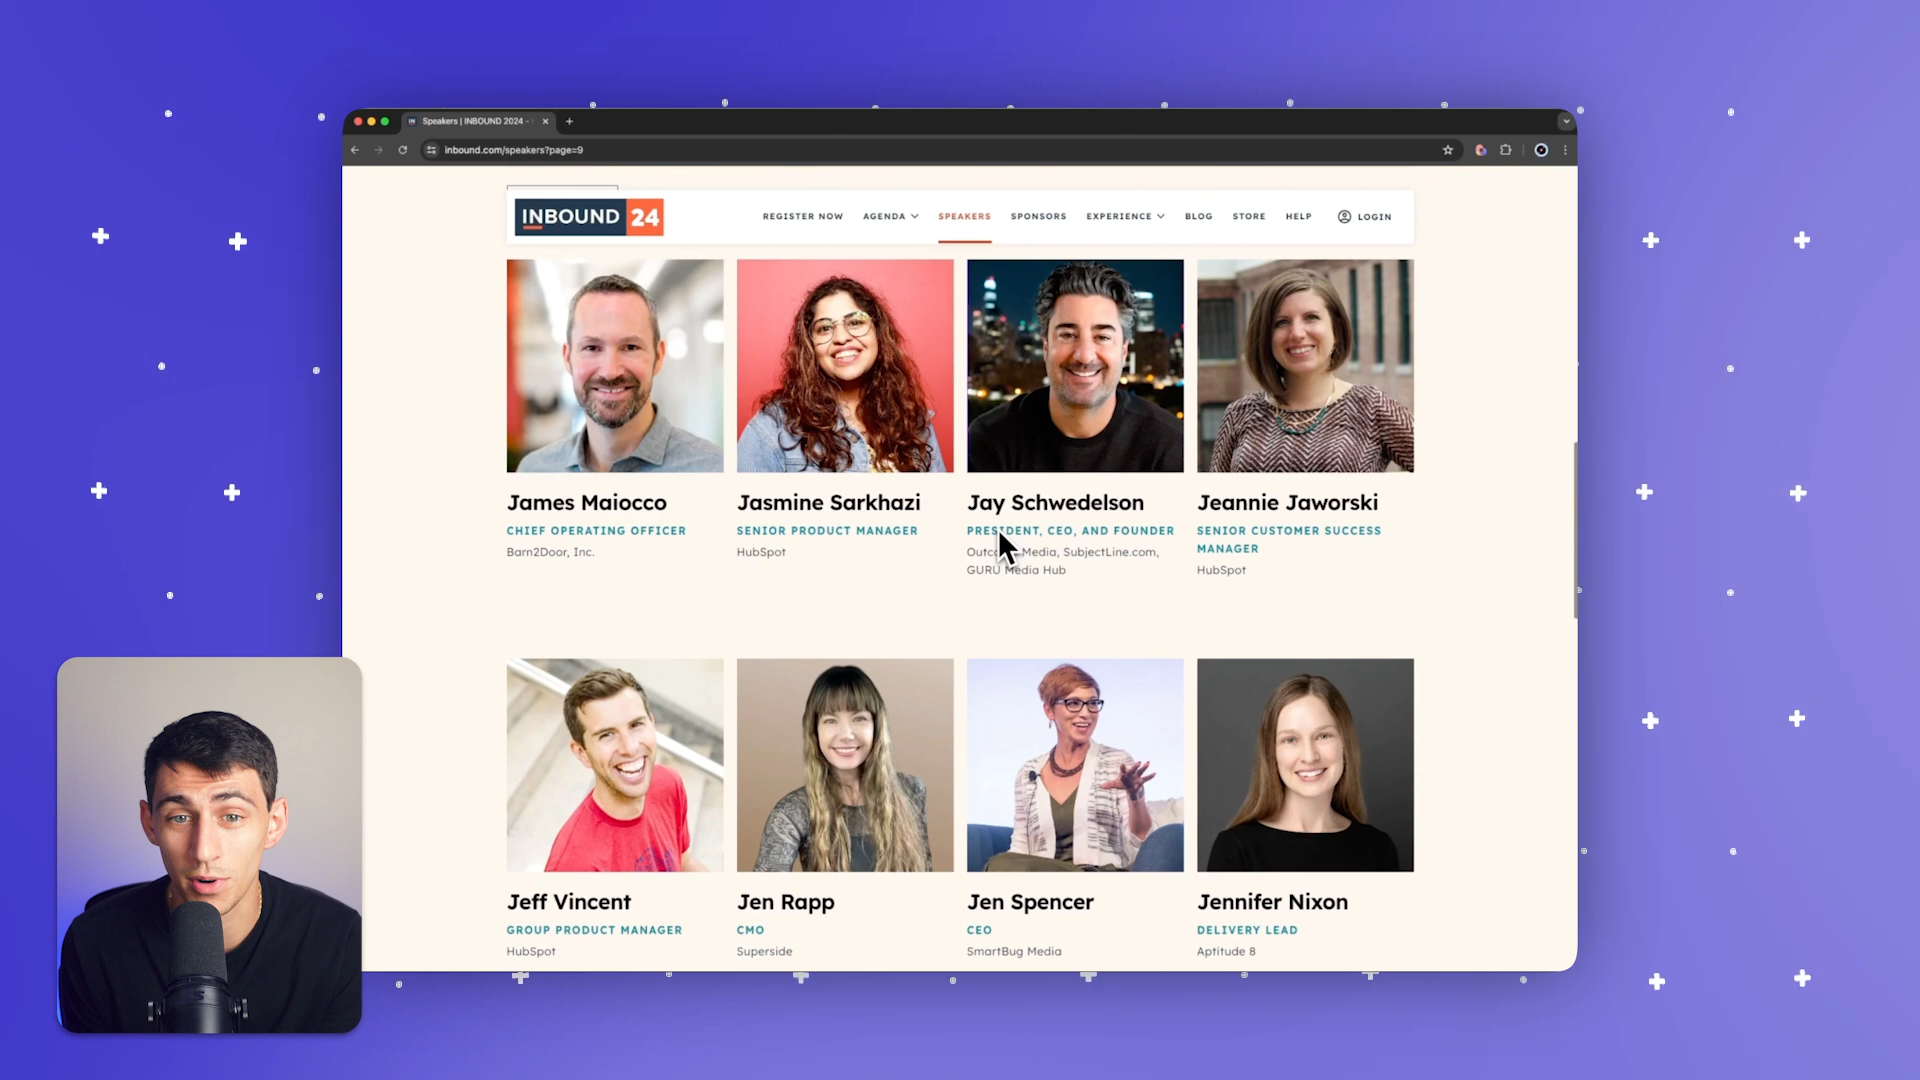 Speakers | INBOUND 2024 -
inbound.com/speakers?page=9
INBOUND 24
REGISTER NOW AGENDA SPEAKERS SPONSORS EXPERIENCE BLOG STORE HELP LOGIN
James Maiocco
CHIEF OPERATING OFFICER
Barn2Door, Inc.
Jasmine Sarkhazi
SENIOR PRODUCT MANAGER
HubSpot
Jay Schwedelson
PRESIDENT, CEO, AND FOUNDER
Media, SubjectLine.com,
GURU Media Hub
Jeannie Jaworski
SENIOR CUSTOMER SUCCESS
MANAGER
HubSpot
Jeff Vincent
GROUP PRODUCT MANAGER
HubSpot
Jen Rapp
CMO
Superside
Jen Spencer
CEO
SmartBug Media
Jennifer Nixon
DELIVERY LEAD
Aptitude 8